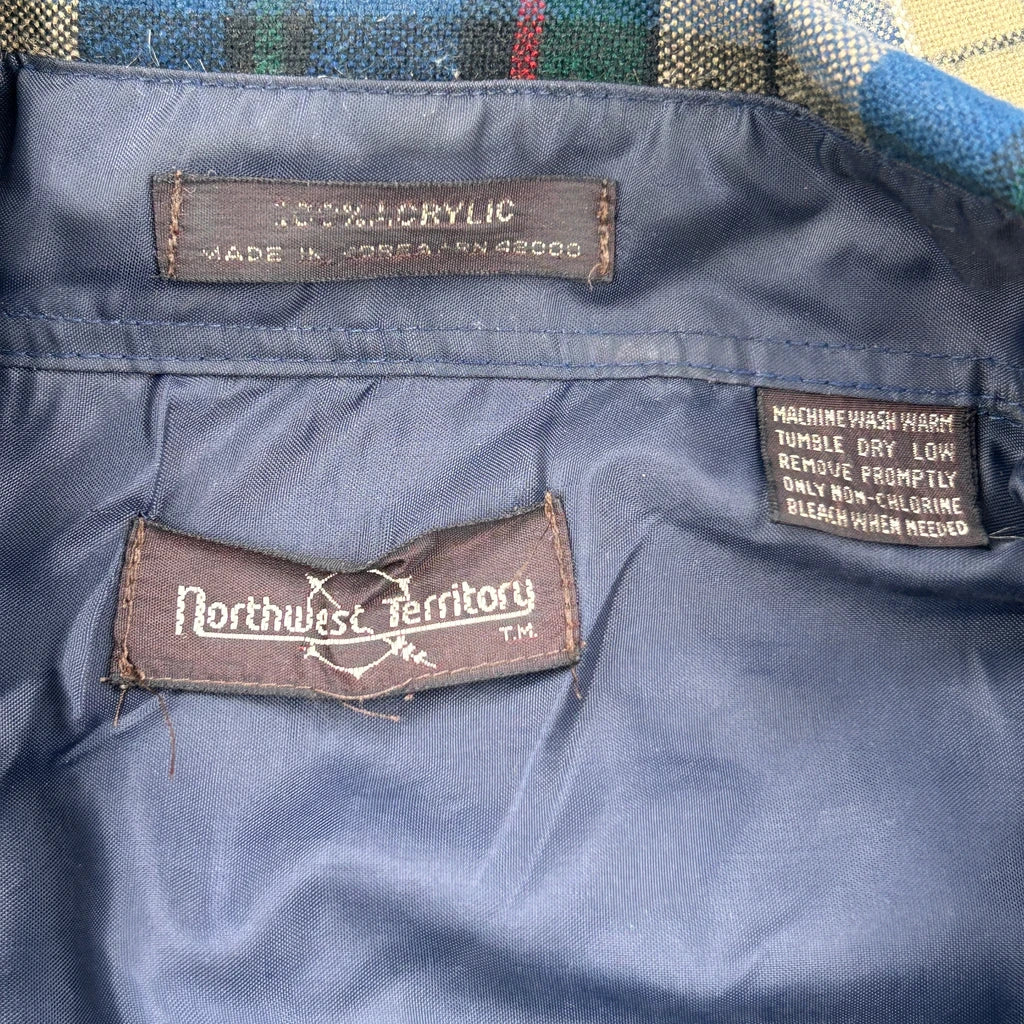 100% ACRYLIC
MADE IN KOREA RN 42000
MACHINE WASH WARM
TUMBLE DRY LOW
REMOVE PROMPTLY
ONLY NON-CHLORINE
BLEACH WHEN NEEDED
Northwest Territory
T.M.